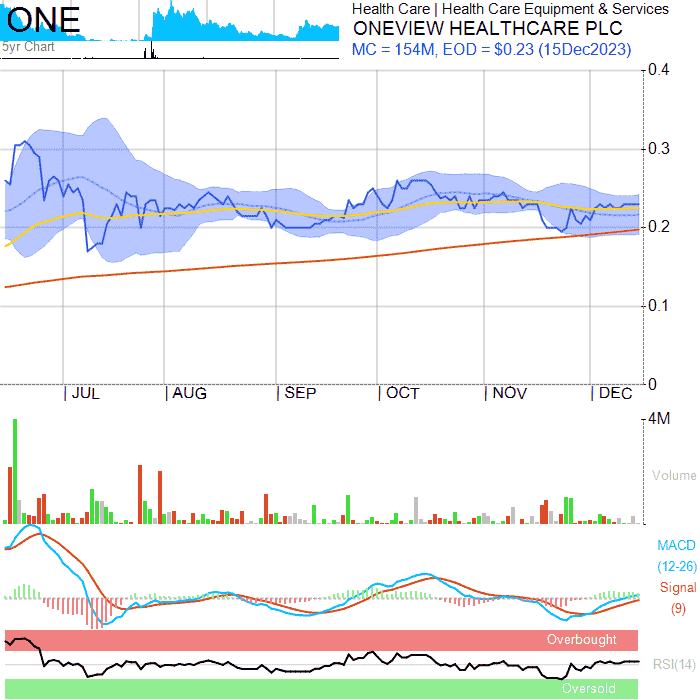 ONE
Health Care | Health Care Equipment & Services
ONEVIEW HEALTHCARE PLC
5yr Chart
MC = 154M, EOD = $0.23 (15Dec2023)
0.4
0.3
0.2
0.1
0
| JUL | AUG | SEP | OCT | NOV | DEC
4M
Volume
MACD
(12-26)
Signal
(9)
Overbought
RSI(14)
Oversold